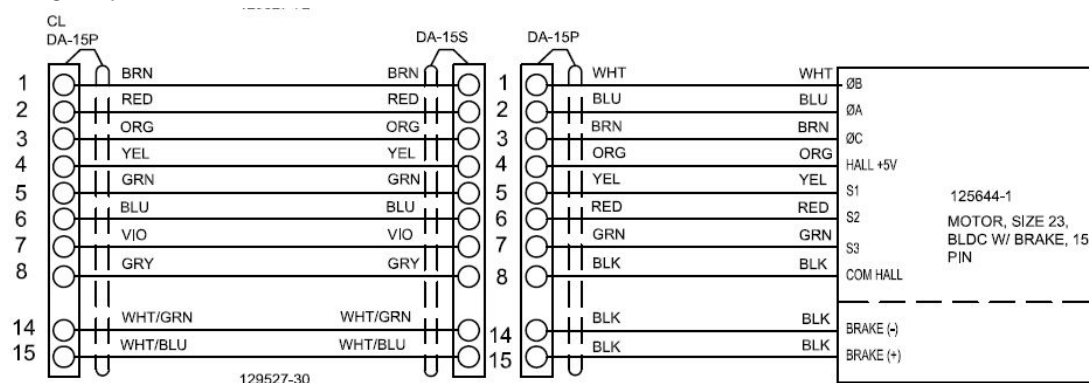 CL
DA-15P DA-15S DA-15P
1 BRN BRN 1 WHT WHT ØB
2 RED RED 2 BLU BLU ØA
3 ORG ORG 3 BRN BRN ØC
4 YEL YEL 4 ORG ORG HALL +5V
5 GRN GRN 5 YEL YEL S1
6 BLU BLU 6 RED RED S2
7 VIO VIO 7 GRN GRN S3
8 GRY GRY 8 BLK BLK COM HALL
125644-1
MOTOR, SIZE 23,
BLDC W/ BRAKE, 15
PIN
14 WHT/GRN WHT/GRN 14 BLK BLK BRAKE (-)
15 WHT/BLU WHT/BLU 15 BLK BLK BRAKE (+)
129527-30